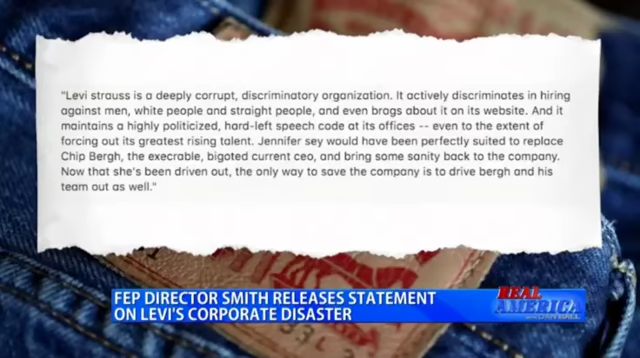 "Levi strauss is a deeply corrupt, discriminatory organization. It actively discriminates in hiring
against men, white people and straight people, and even brags about it on its website. And it
maintains a highly politicized, hard-left speech code at its offices -- even to the extent of
forcing out its greatest rising talent. Jennifer sey would have been perfectly suited to replace
Chip Bergh, the execrable, bigoted current ceo, and bring some sanity back to the company.
Now that she's been driven out, the only way to save the company is to drive bergh and his
team out as well."
FEP DIRECTOR SMITH RELEASES STATEMENT
ON LEVI'S CORPORATE DISASTER
REAL
AMERICA
WITH DAN BALL